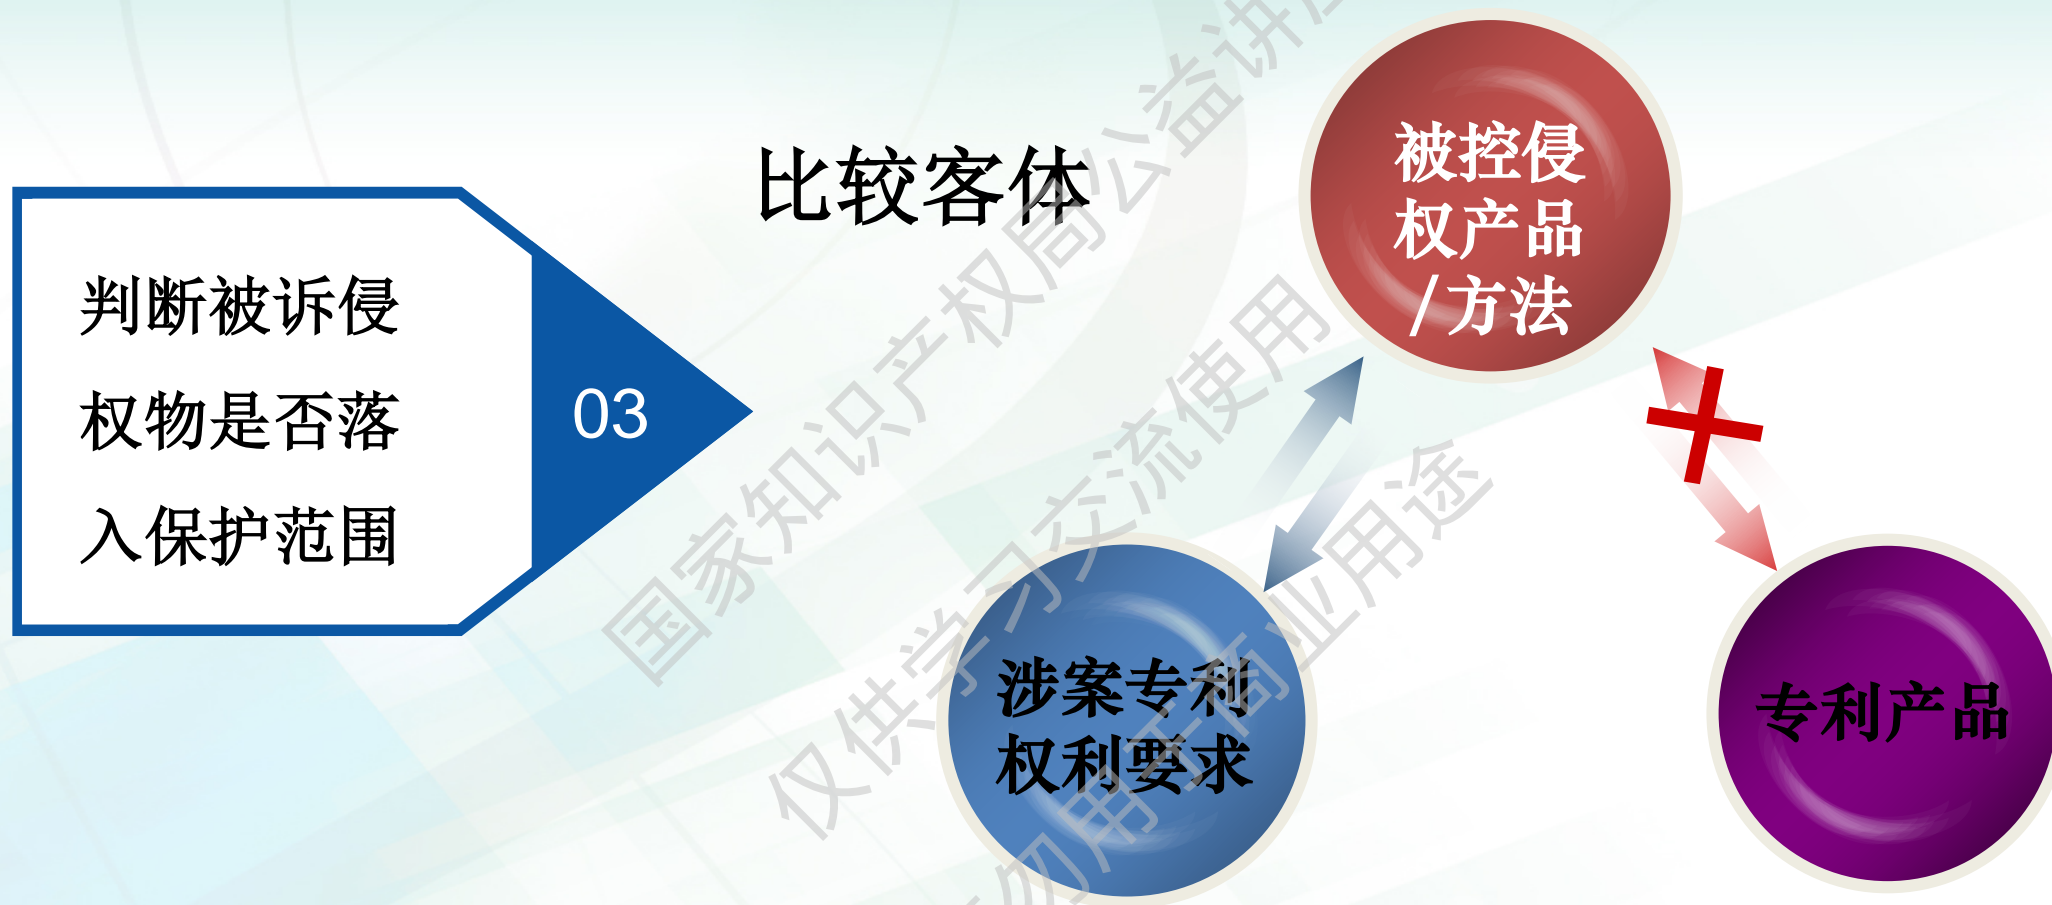 比较客体
判断被诉侵
权物是否落
入保护范围
03
被控侵
权产品
/方法
涉案专利
权利要求
专利产品
国家知识产权局公益讲
仅供学习交流使用
勿用于商业用途